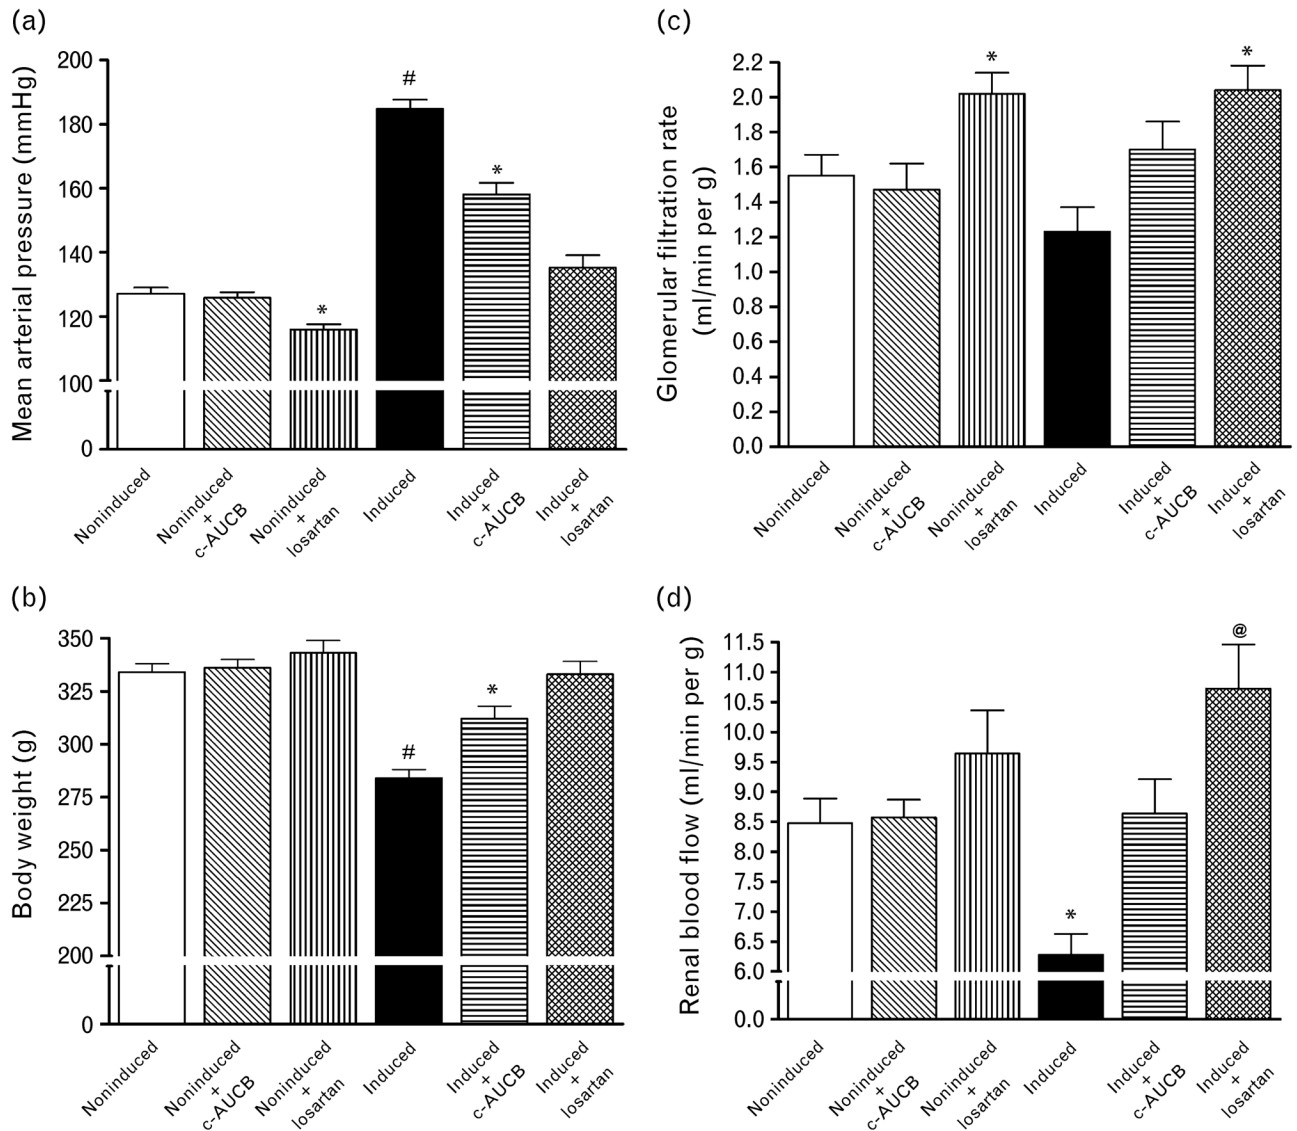 (a)
Mean arterial pressure (mmHg)
200
180
160
140
120
100
0
#
*
*
Noninduced
Noninduced
+
c-AUCB
Noninduced
+
losartan
Induced
Induced
+
c-AUCB
Induced
+
losartan
(b)
Body weight (g)
350
325
300
275
250
225
200
0
#
*
Noninduced
Noninduced
+
c-AUCB
Noninduced
+
losartan
Induced
Induced
+
c-AUCB
Induced
+
losartan
(c)
Glomerular filtration rate
(ml/min per g)
2.2
2.0
1.8
1.6
1.4
1.2
1.0
0.8
0.6
0.4
0.2
0.0
*
*
Noninduced
Noninduced
+
c-AUCB
Noninduced
+
losartan
Induced
Induced
+
c-AUCB
Induced
+
losartan
(d)
Renal blood flow (ml/min per g)
11.5
11.0
10.5
10.0
9.5
9.0
8.5
8.0
7.5
7.0
6.5
6.0
0.0
*
@
Noninduced
Noninduced
+
c-AUCB
Noninduced
+
losartan
Induced
Induced
+
c-AUCB
Induced
+
losartan